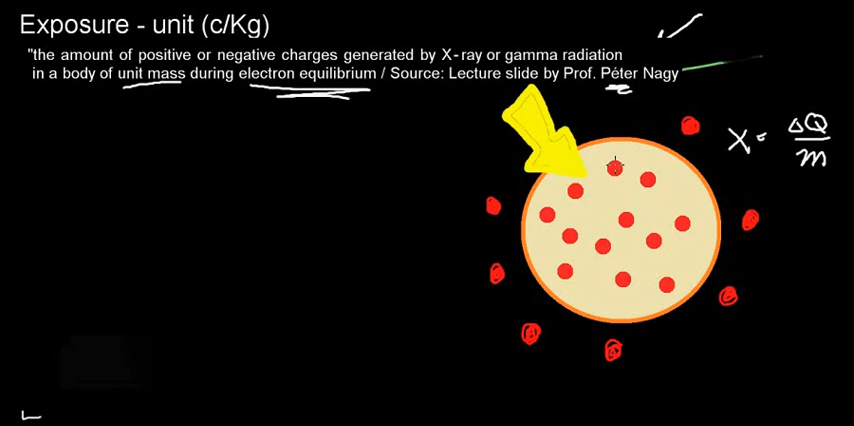 Exposure - unit (c/Kg)
"the amount of positive or negative charges generated by X-ray or gamma radiation
in a body of unit mass during electron equilibrium / Source: Lecture slide by Prof. Péter Nagy
X = ΔQ/m